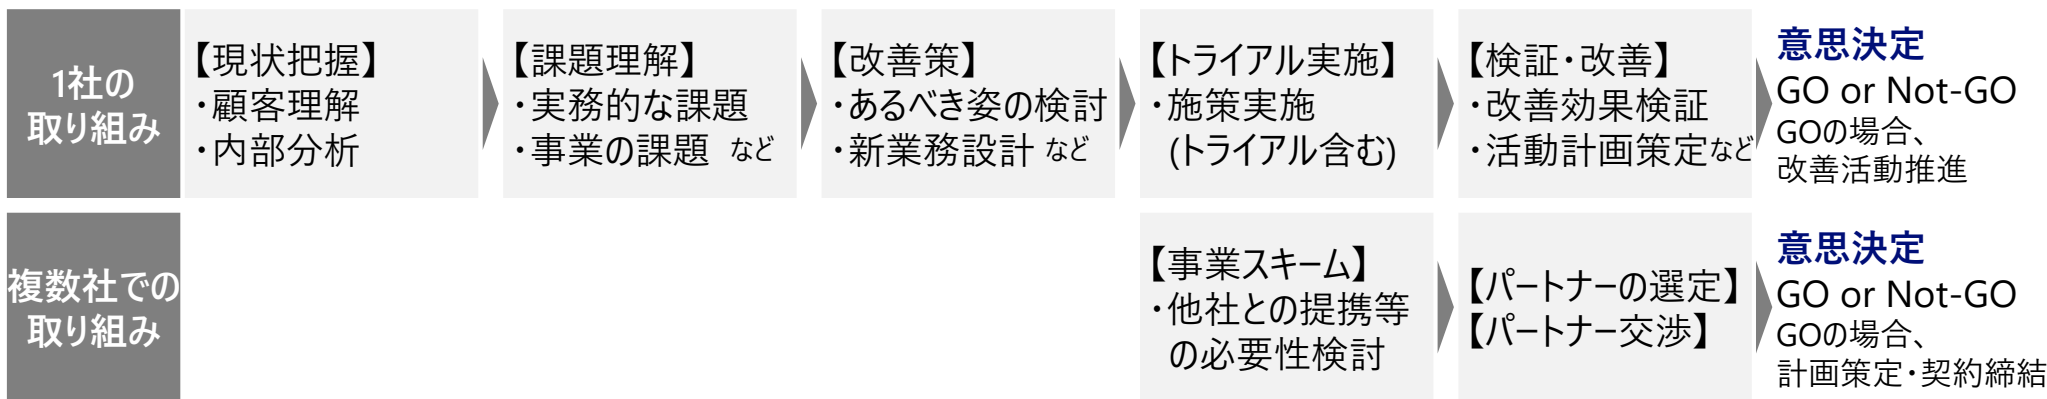 1社の
取り組み
【現状把握】
・顧客理解
・内部分析
【課題理解】
・実務的な課題
・事業の課題 など
【改善策】
・あるべき姿の検討
・新業務設計 など
【トライアル実施】
・施策実施
(トライアル含む)
【検証・改善】
・改善効果検証
・活動計画策定など
意思決定
GO or Not-GO
GOの場合、
改善活動推進
複数社での
取り組み
【事業スキーム】
・他社との提携等
の必要性検討
【パートナーの選定】
【パートナー交渉】
意思決定
GO or Not-GO
GOの場合、
計画策定・契約締結